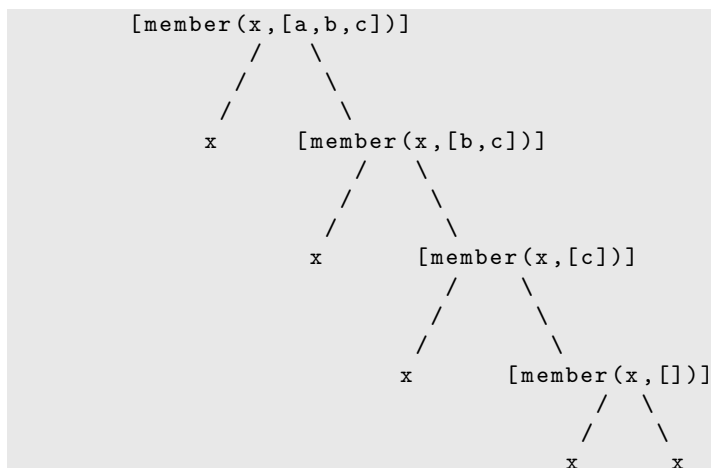 [member(x,[a,b,c])]
/ \
/ \
/ \
x [member(x,[b,c])]
/ \
/ \
/ \
x [member(x,[c])]
/ \
/ \
/ \
x [member(x,[])]
/ \
/ \
x x